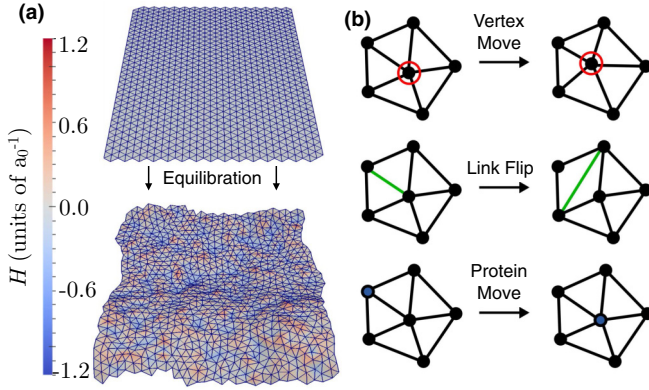 (a)
1.2
0.6
0.0
-0.6
-1.2
H (units of a₀⁻¹)
Equilibration
(b)
Vertex
Move
Link Flip
Protein
Move